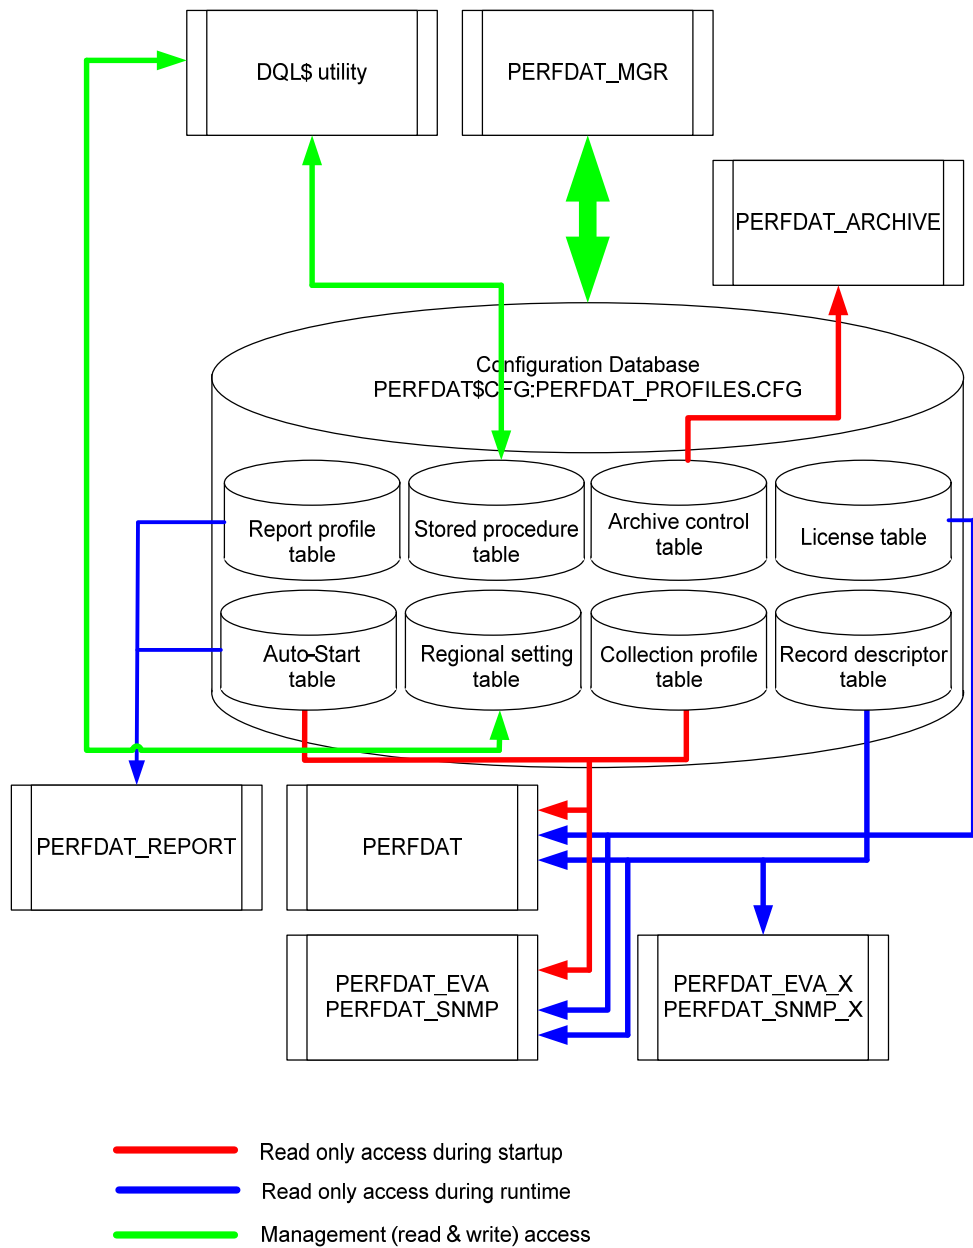 DQL$ utility
PERFDAT_MGR
PERFDAT_ARCHIVE
Configuration Database
PERFDAT$CFG:PERFDAT_PROFILES.CFG
Report profile
table
Stored procedure
table
Archive control
table
License table
Auto-Start
table
Regional setting
table
Collection profile
table
Record descriptor
table
PERFDAT_REPORT
PERFDAT
PERFDAT_EVA
PERFDAT_SNMP
PERFDAT_EVA_X
PERFDAT_SNMP_X
Read only access during startup
Read only access during runtime
Management (read & write) access